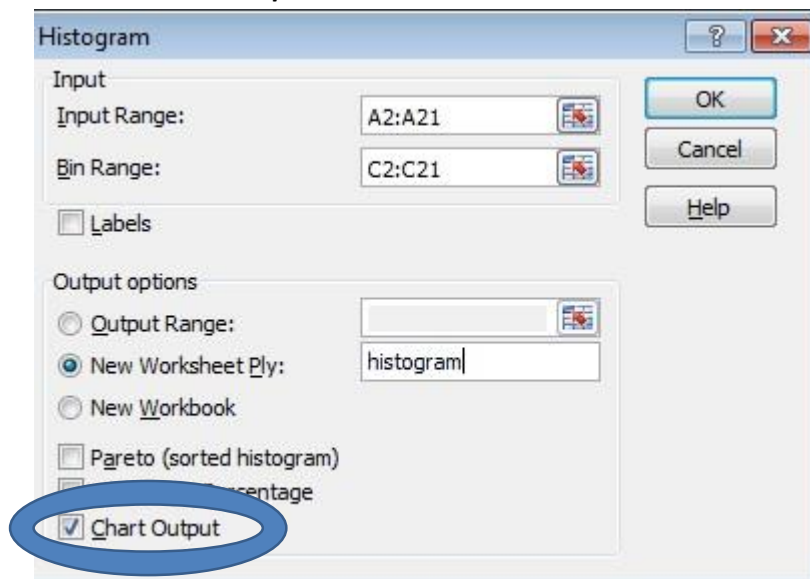 Histogram
Input
Input Range: A2:A21
Bin Range: C2:C21
Labels
OK
Cancel
Help
Output options
Output Range:
New Worksheet Ply: histogram
New Workbook
Pareto (sorted histogram)
Chart Output